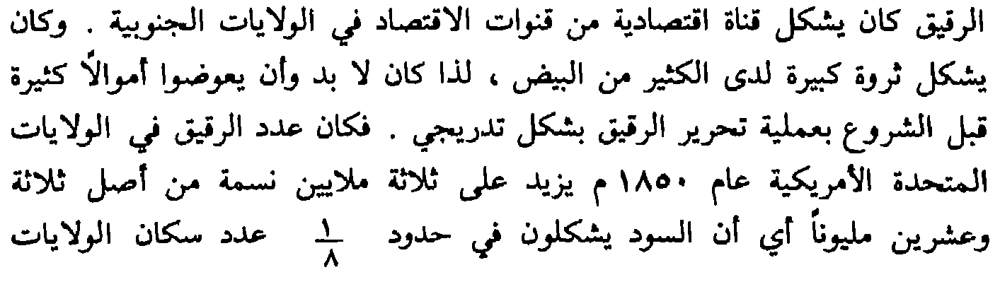 الرقيق كان يشكل قناة اقتصادية من قنوات الاقتصاد في الولايات الجنوبية . وكان
يشكل ثروة كبيرة لدى الكثير من البيض ، لذا كان لا بد وأن يعوضوا أموالاً كثيرة
قبل الشروع بعملية تحرير الرقيق بشكل تدريجي . فكان عدد الرقيق في الولايات
المتحدة الأمريكية عام ١٨٥٠ م يزيد على ثلاثة ملايين نسمة من أصل ثلاثة
وعشرين مليوناً أي أن السود يشكلون في حدود ١/٨ عدد سكان الولايات